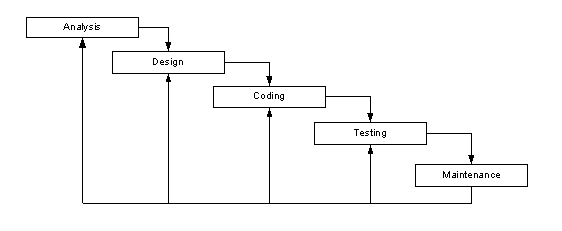 Analysis
Design
Coding
Testing
Maintenance